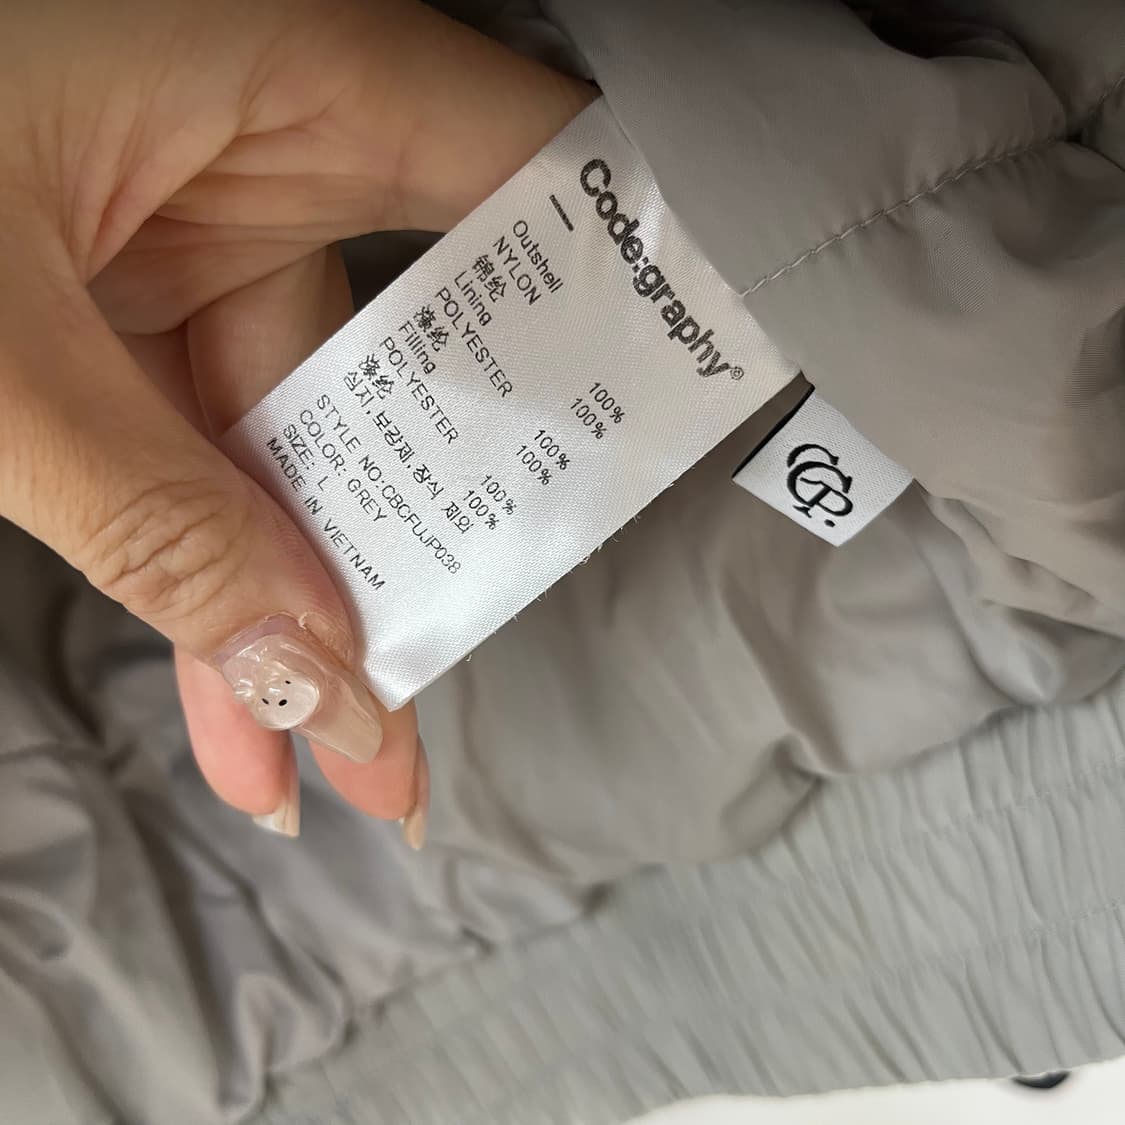 Code:graphy©
Outshell
NYLON 100%
锦纶 100%
Lining
POLYESTER 100%
涤纶 100%
Filling
POLYESTER 100%
涤纶 100%
심지, 보강제, 장식 제외
STYLE NO:CBCFUJP038
COLOR: GREY
SIZE: L
MADE IN VIETNAM
CGP.